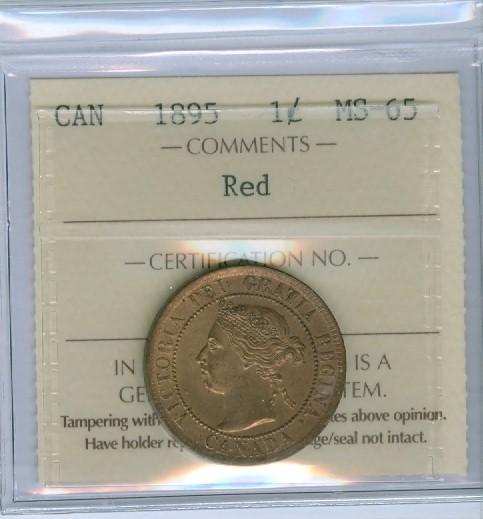 CAN 1895 1¢ MS-65
— COMMENTS —
Red
— CERTIFICATION NO. —
VICTORIA DEI GRATIA REGINA.
CANADA
IN IS A
GE TEM.
Tampering with es above opinion.
Have holder re ge/seal not intact.